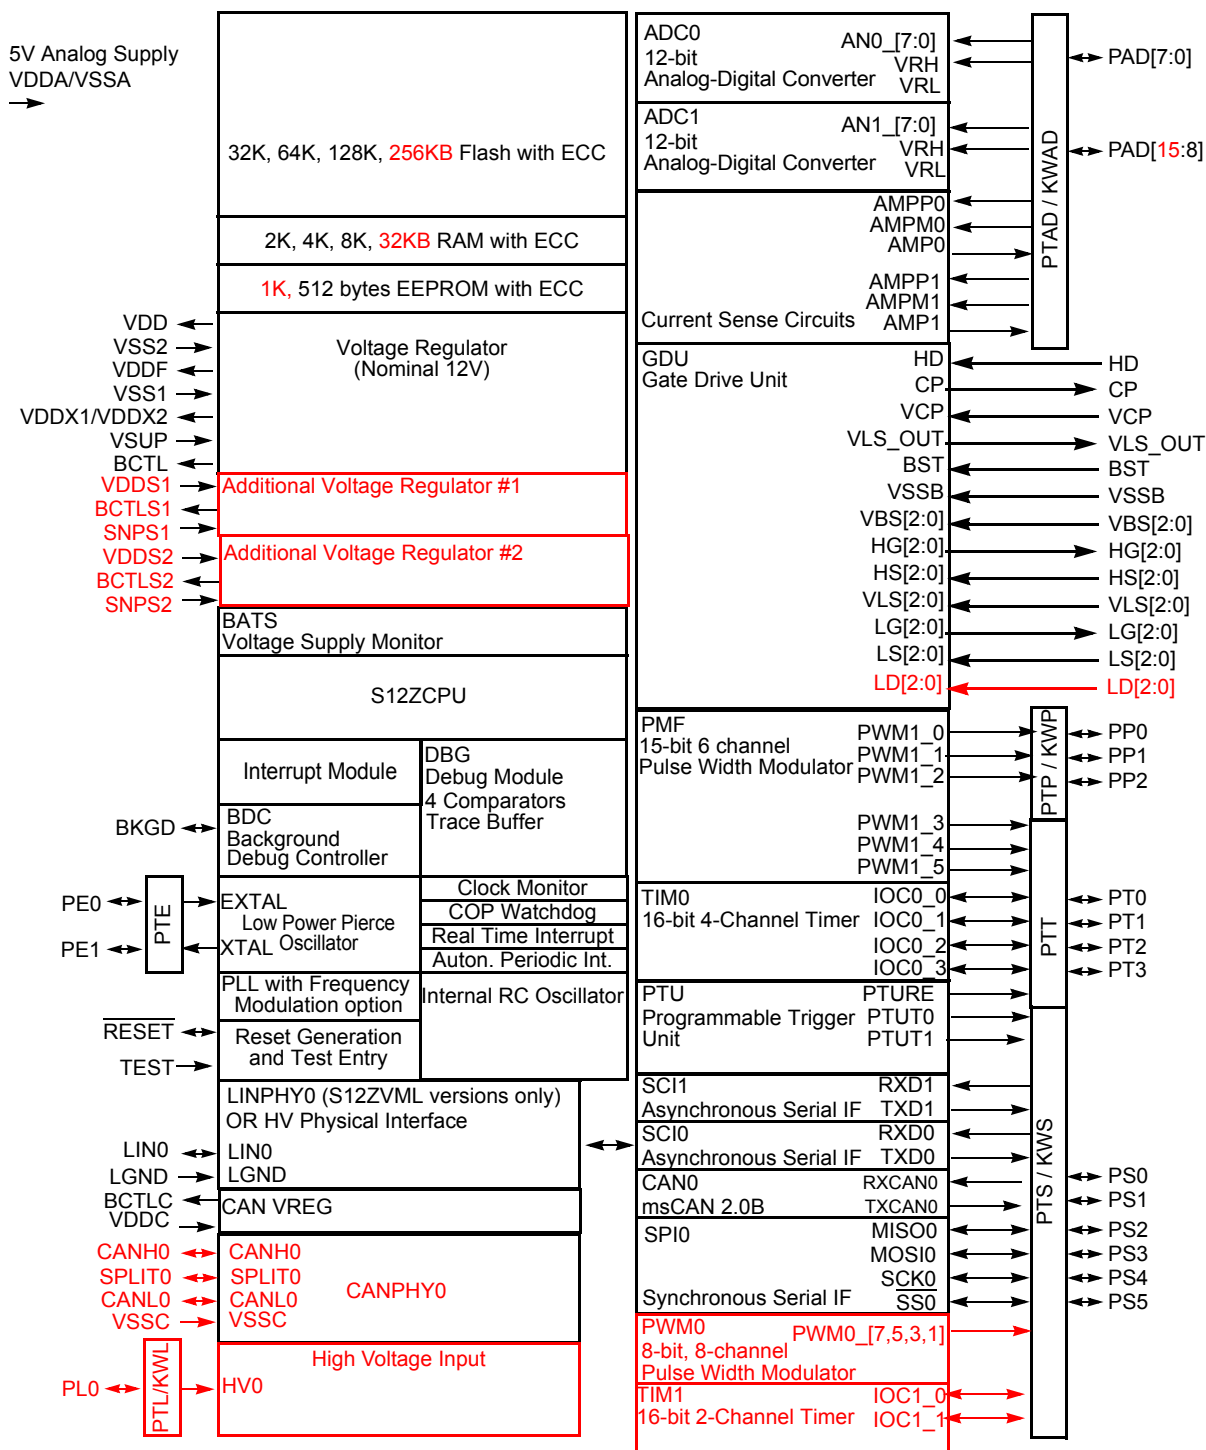 5V Analog Supply
VDDA/VSSA
32K, 64K, 128K, 256KB Flash with ECC
2K, 4K, 8K, 32KB RAM with ECC
1K, 512 bytes EEPROM with ECC
VDD
VSS2
VDDF
VSS1
VDDX1/VDDX2
VSUP
BCTL
Voltage Regulator
(Nominal 12V)
VDDS1
BCTLS1
SNPS1
Additional Voltage Regulator #1
VDDS2
BCTLS2
SNPS2
Additional Voltage Regulator #2
BATS
Voltage Supply Monitor
S12ZCPU
Interrupt Module
DBG
Debug Module
4 Comparators
Trace Buffer
BKGD
BDC
Background
Debug Controller
PE0
PE1
PTE
EXTAL
Low Power Pierce
Oscillator
XTAL
Clock Monitor
COP Watchdog
Real Time Interrupt
Auton. Periodic Int.
PLL with Frequency
Modulation option
Internal RC Oscillator
RESET
TEST
Reset Generation
and Test Entry
LINPHY0 (S12ZVML versions only)
OR HV Physical Interface
LIN0
LIN0
LGND
LGND
BCTLC
VDDC
CAN VREG
CANH0
CANH0
SPLIT0
SPLIT0
CANL0
CANL0
VSSC
VSSC
CANPHY0
PL0
PTL/KWL
High Voltage Input
HV0
ADC0
12-bit
Analog-Digital Converter
AN0_[7:0]
VRH
VRL
ADC1
12-bit
Analog-Digital Converter
AN1_[7:0]
VRH
VRL
AMPP0
AMPM0
AMP0
AMPP1
AMPM1
AMP1
Current Sense Circuits
PTAD / KWAD
PAD[7:0]
PAD[15:8]
GDU
Gate Drive Unit
HD
HD
CP
CP
VCP
VCP
VLS_OUT
VLS_OUT
BST
BST
VSSB
VSSB
VBS[2:0]
VBS[2:0]
HG[2:0]
HG[2:0]
HS[2:0]
HS[2:0]
VLS[2:0]
VLS[2:0]
LG[2:0]
LG[2:0]
LS[2:0]
LS[2:0]
LD[2:0]
LD[2:0]
PMF
15-bit 6 channel
Pulse Width Modulator
PWM1_0
PWM1_1
PWM1_2
PWM1_3
PWM1_4
PWM1_5
PTP / KWP
PP0
PP1
PP2
TIM0
16-bit 4-Channel Timer
IOC0_0
IOC0_1
IOC0_2
IOC0_3
PTT
PT0
PT1
PT2
PT3
PTU
Programmable Trigger
Unit
PTURE
PTUT0
PTUT1
SCI1
Asynchronous Serial IF
RXD1
TXD1
SCI0
Asynchronous Serial IF
RXD0
TXD0
CAN0
msCAN 2.0B
RXCAN0
TXCAN0
SPI0
Synchronous Serial IF
MISO0
MOSI0
SCK0
SS0
PTS / KWS
PS0
PS1
PS2
PS3
PS4
PS5
PWM0
8-bit, 8-channel
Pulse Width Modulator
PWM0_[7,5,3,1]
TIM1
16-bit 2-Channel Timer
IOC1_0
IOC1_1